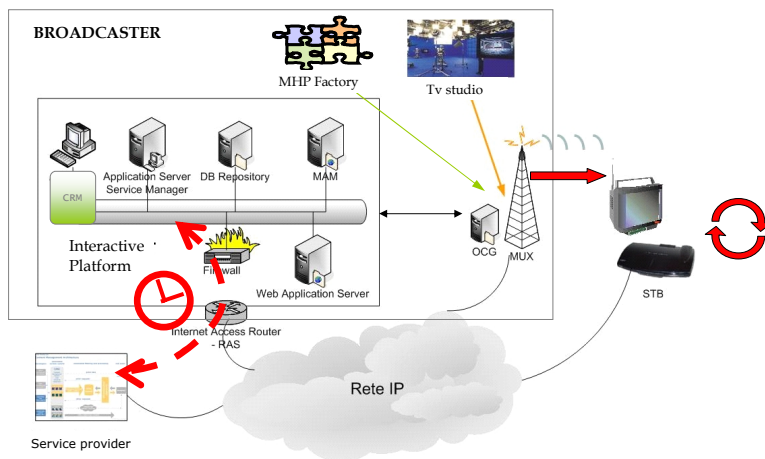 BROADCASTER
MHP Factory
Tv studio
Application Server
Service Manager
DB Repository
MAM
CRM
Interactive
Platform
Firewall
Web Application Server
OCG
MUX
STB
Internet Access Router
- RAS
Rete IP
Service provider